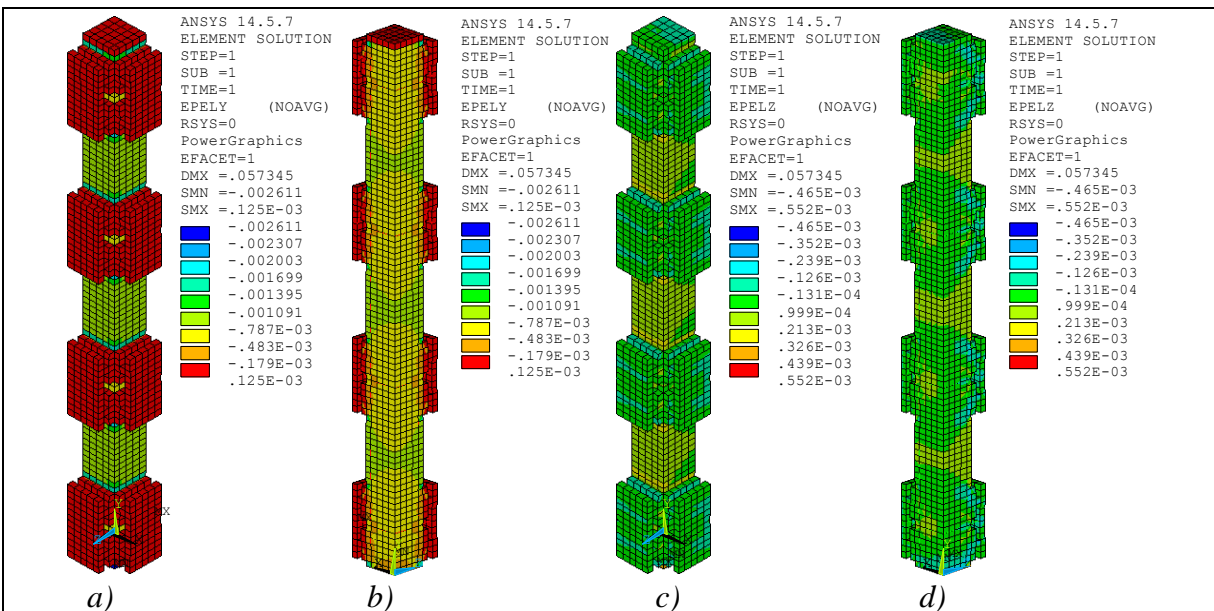 ANSYS 14.5.7
ELEMENT SOLUTION
STEP=1
SUB =1
TIME=1
EPELY (NOAVG)
RSYS=0
PowerGraphics
EFACET=1
DMX =.057345
SMN =-.002611
SMX =.125E-03
-.002611
-.002307
-.002003
-.001699
-.001395
-.001091
-.787E-03
-.483E-03
-.179E-03
.125E-03
Y
MX
a)
ANSYS 14.5.7
ELEMENT SOLUTION
STEP=1
SUB =1
TIME=1
EPELY (NOAVG)
RSYS=0
PowerGraphics
EFACET=1
DMX =.057345
SMN =-.002611
SMX =.125E-03
-.002611
-.002307
-.002003
-.001699
-.001395
-.001091
-.787E-03
-.483E-03
-.179E-03
.125E-03
b)
ANSYS 14.5.7
ELEMENT SOLUTION
STEP=1
SUB =1
TIME=1
EPELZ (NOAVG)
RSYS=0
PowerGraphics
EFACET=1
DMX =.057345
SMN =-.465E-03
SMX =.552E-03
-.465E-03
-.352E-03
-.239E-03
-.126E-03
-.131E-04
.999E-04
.213E-03
.326E-03
.439E-03
.552E-03
c)
ANSYS 14.5.7
ELEMENT SOLUTION
STEP=1
SUB =1
TIME=1
EPELZ (NOAVG)
RSYS=0
PowerGraphics
EFACET=1
DMX =.057345
SMN =-.465E-03
SMX =.552E-03
-.465E-03
-.352E-03
-.239E-03
-.126E-03
-.131E-04
.999E-04
.213E-03
.326E-03
.439E-03
.552E-03
d)